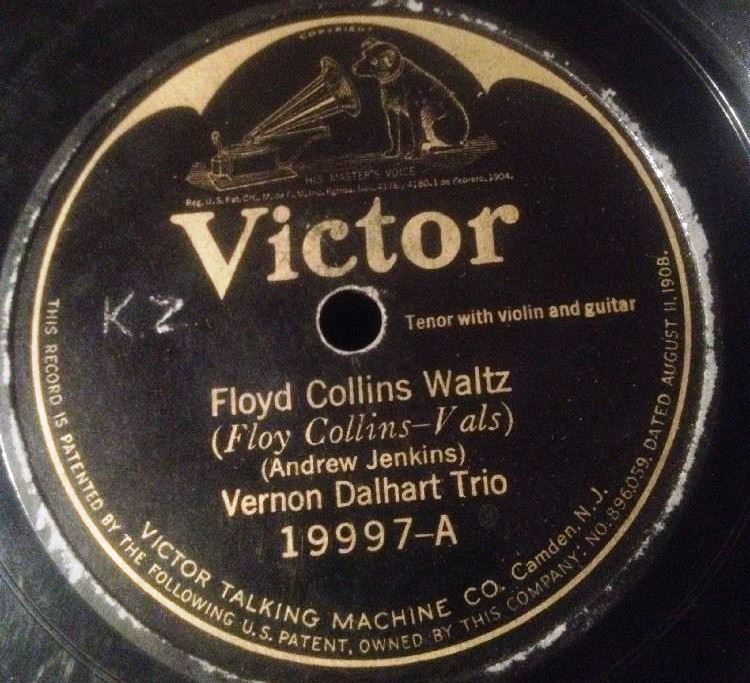 COPYRIGHT
HIS MASTER'S VOICE
Victor
K Z
Tenor with violin and guitar
Floyd Collins Waltz
(Floy Collins–Vals)
(Andrew Jenkins)
Vernon Dalhart Trio
19997–A
VICTOR TALKING MACHINE CO. Camden, N. J.
THIS RECORD IS PATENTED BY THE FOLLOWING U.S. PATENT, OWNED BY THIS COMPANY: NO. 896,059, DATED AUGUST 11, 1908.